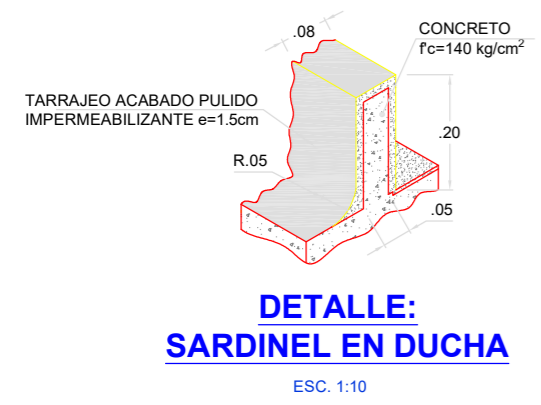 .08
CONCRETO
f'c=140 kg/cm²
TARRAJEO ACABADO PULIDO
IMPERMEABILIZANTE e=1.5cm
.20
R.05
.05
DETALLE:
SARDINEL EN DUCHA
ESC. 1:10